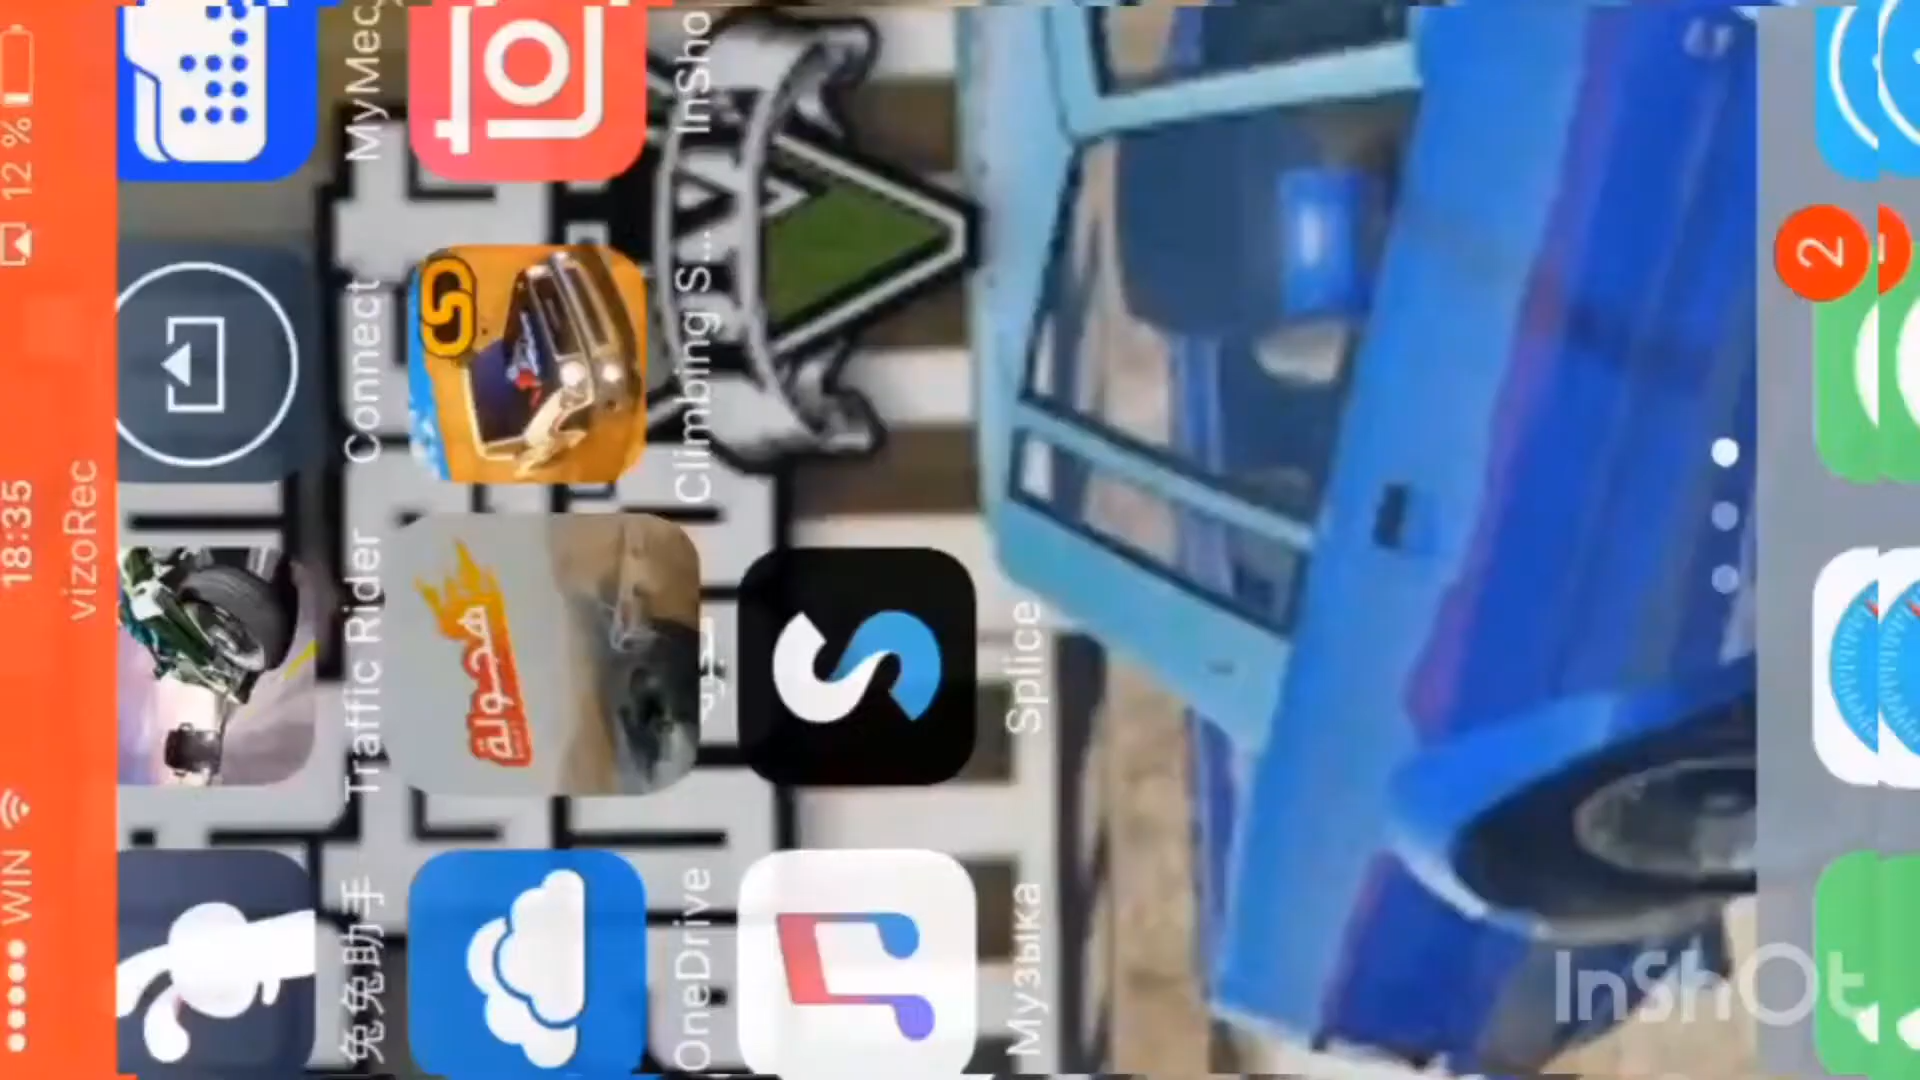 WIN 18:35 12 %
vizoRec
兔兔助手 Traffic Rider Connect MyMed
OneDrive Climbing S... InSho
هجولة
Музыка Splice
V
2
InShOt